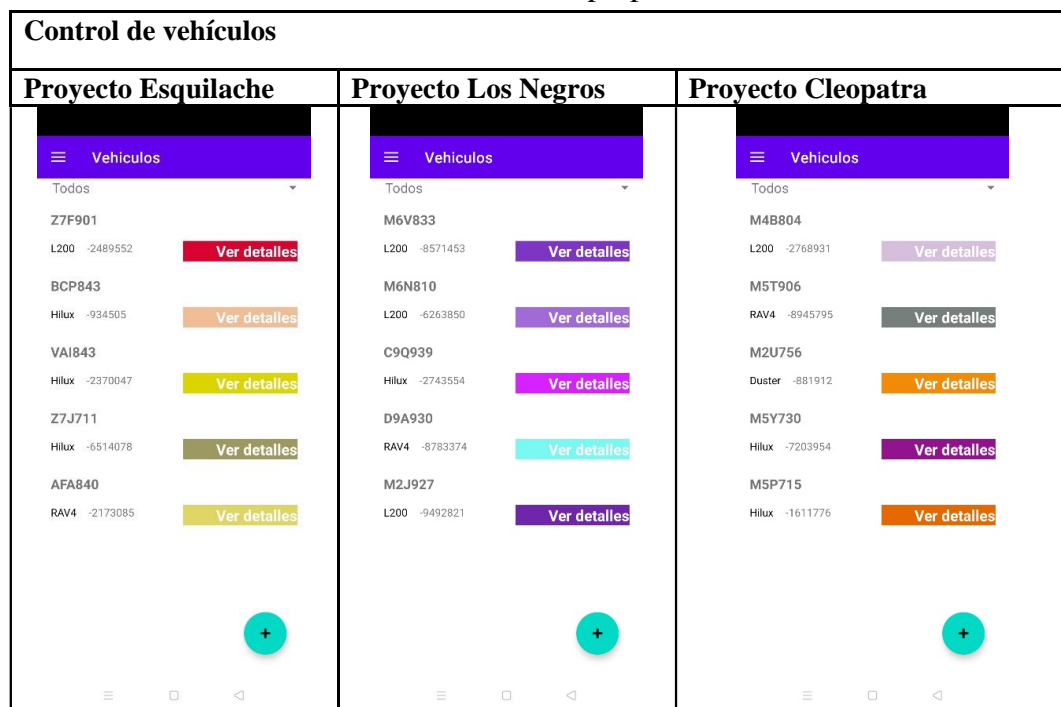 Control de vehículos
Proyecto Esquilache
Proyecto Los Negros
Proyecto Cleopatra
Vehiculos
Todos
Z7F901
L200 -2489552 Ver detalles
BCP843
Hilux -934505 Ver detalles
VAI843
Hilux -2370047 Ver detalles
Z7J711
Hilux -6514078 Ver detalles
AFA840
RAV4 -2173085 Ver detalles
+
Vehiculos
Todos
M6V833
L200 -8571453 Ver detalles
M6N810
L200 -6263850 Ver detalles
C9Q939
Hilux -2743554 Ver detalles
D9A930
RAV4 -8783374 Ver detalles
M2J927
L200 -9492821 Ver detalles
+
Vehiculos
Todos
M4B804
L200 -2768931 Ver detalles
M5T906
RAV4 -8945795 Ver detalles
M2U756
Duster -881912 Ver detalles
M5Y730
Hilux -7203954 Ver detalles
M5P715
Hilux -1611776 Ver detalles
+